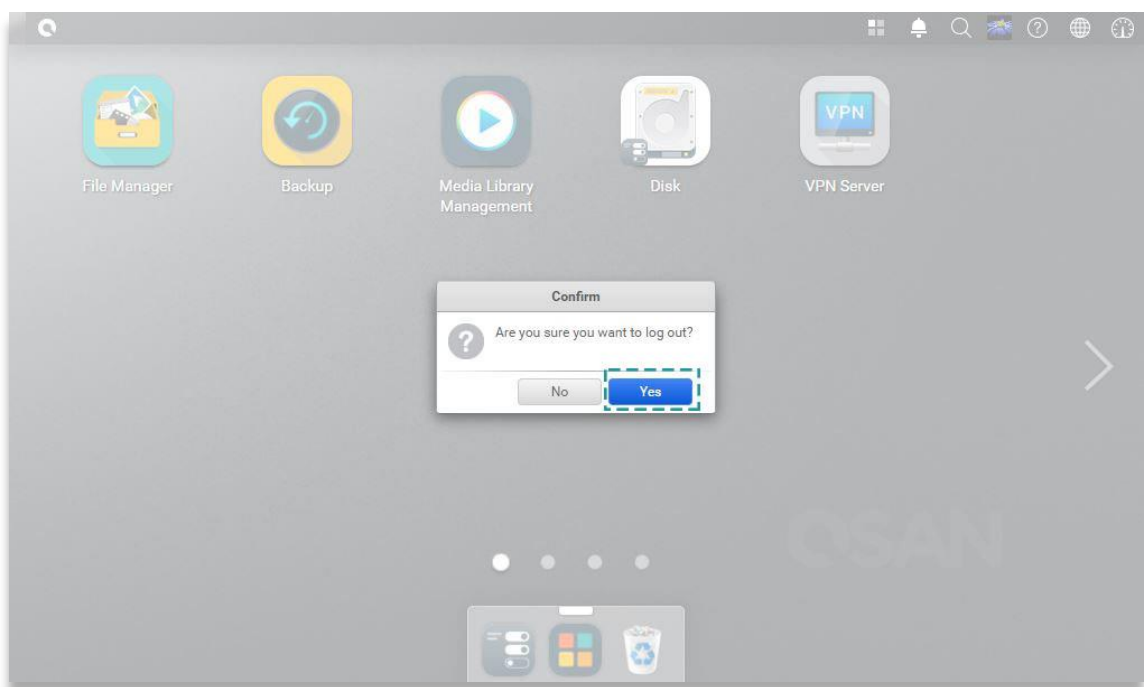 File Manager
Backup
Media Library
Management
Disk
VPN
VPN Server
Confirm
Are you sure you want to log out?
No
Yes
QSAN